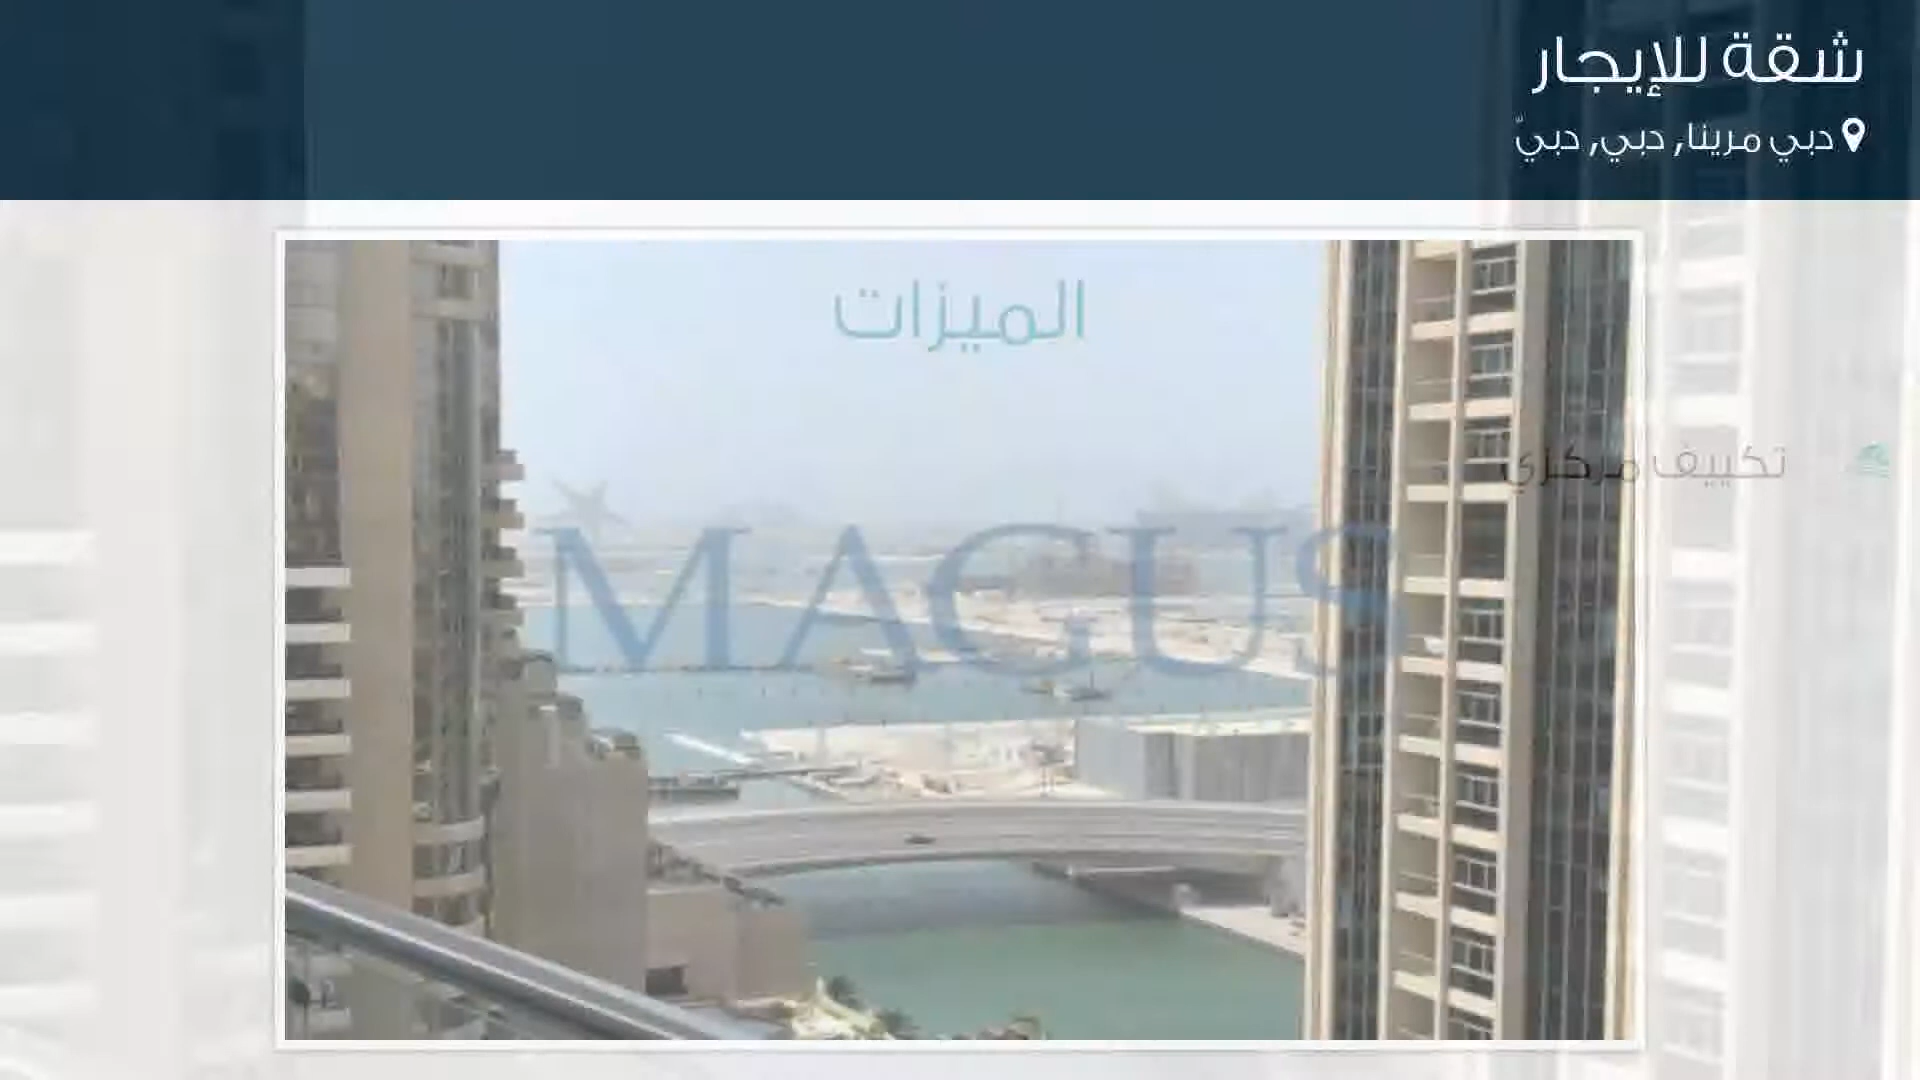 شقة للإيجار
دبي مرينا, دبي, دبيّ
الميزات
تكييف مركزي
MAGUS